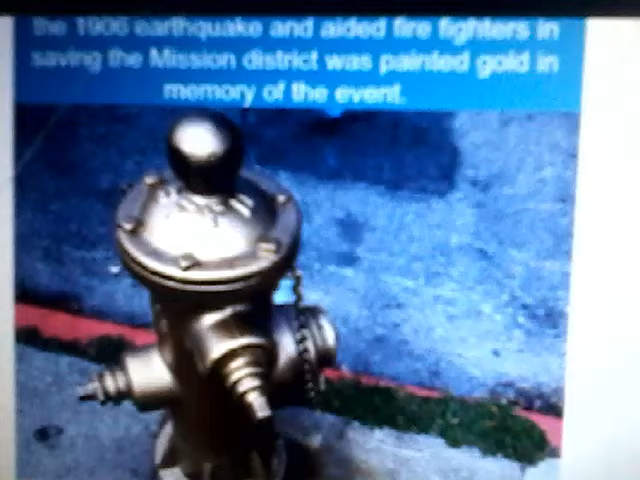 the 1906 earthquake and aided fire fighters in
saving the Mission district was painted gold in
memory of the event.